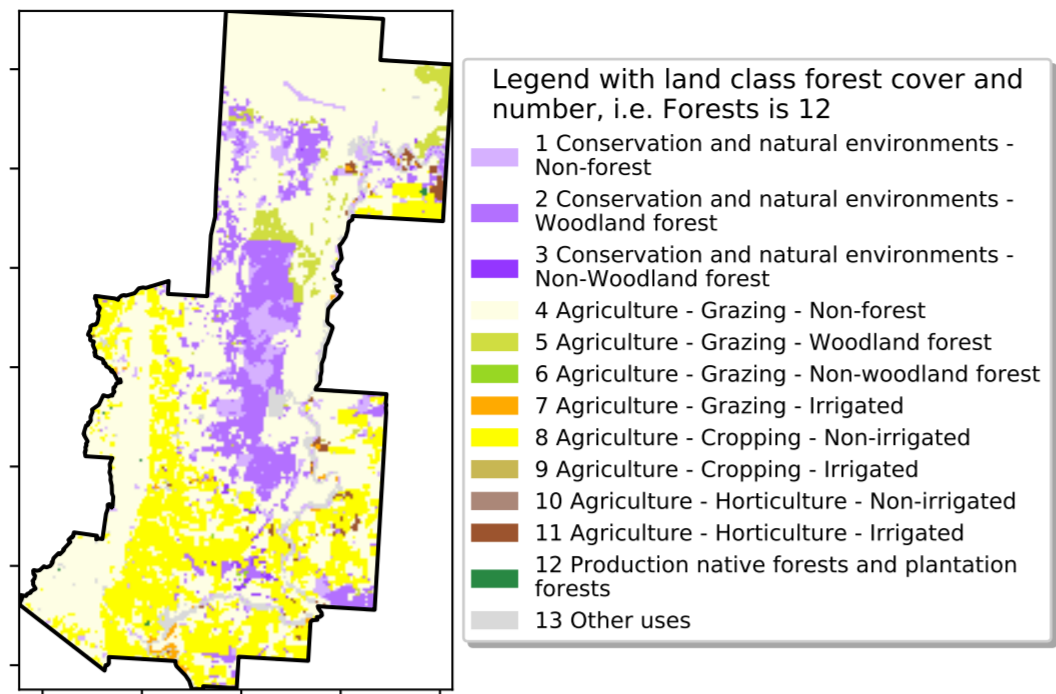 Legend with land class forest cover and
number, i.e. Forests is 12
1 Conservation and natural environments -
Non-forest
2 Conservation and natural environments -
Woodland forest
3 Conservation and natural environments -
Non-Woodland forest
4 Agriculture - Grazing - Non-forest
5 Agriculture - Grazing - Woodland forest
6 Agriculture - Grazing - Non-woodland forest
7 Agriculture - Grazing - Irrigated
8 Agriculture - Cropping - Non-irrigated
9 Agriculture - Cropping - Irrigated
10 Agriculture - Horticulture - Non-irrigated
11 Agriculture - Horticulture - Irrigated
12 Production native forests and plantation
forests
13 Other uses